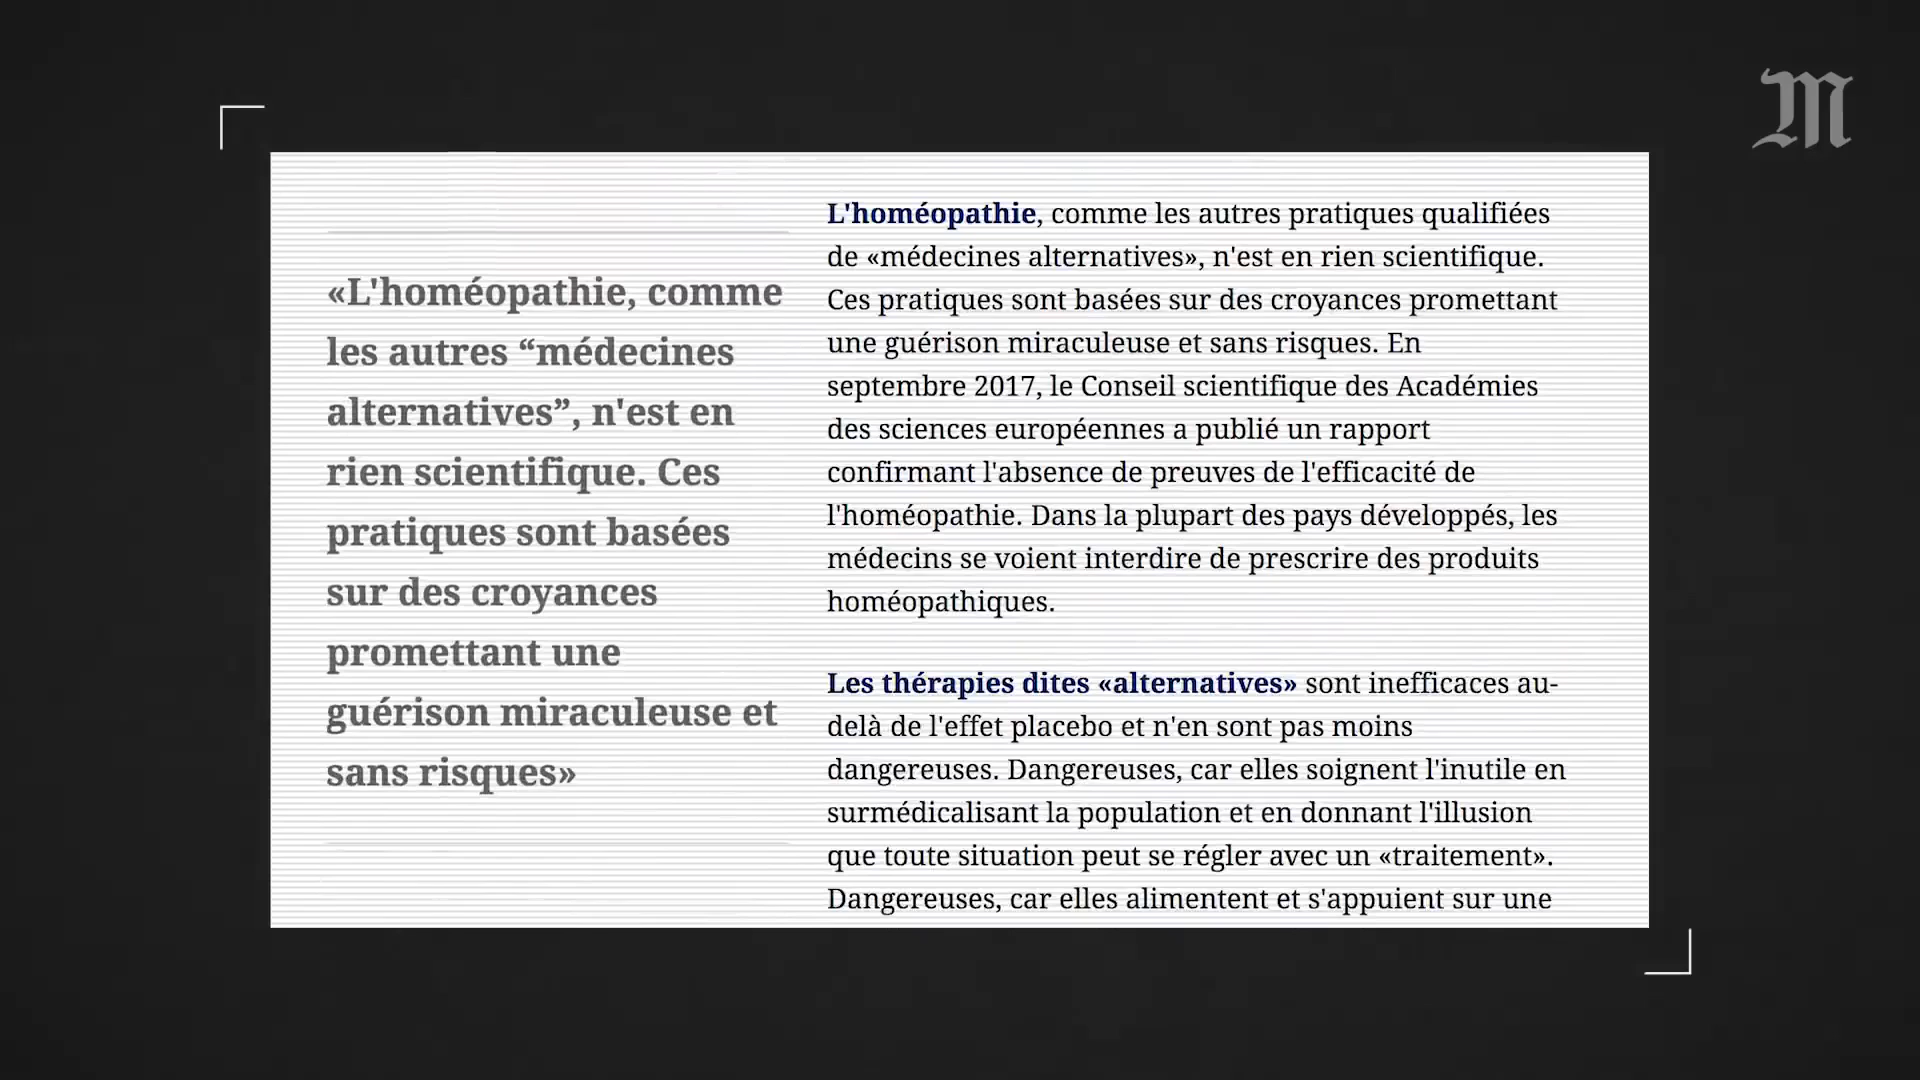 M
«L'homéopathie, comme
les autres “médecines
alternatives”, n'est en
rien scientifique. Ces
pratiques sont basées
sur des croyances
promettant une
guérison miraculeuse et
sans risques»
L'homéopathie, comme les autres pratiques qualifiées
de «médecines alternatives», n'est en rien scientifique.
Ces pratiques sont basées sur des croyances promettant
une guérison miraculeuse et sans risques. En
septembre 2017, le Conseil scientifique des Académies
des sciences européennes a publié un rapport
confirmant l'absence de preuves de l'efficacité de
l'homéopathie. Dans la plupart des pays développés, les
médecins se voient interdire de prescrire des produits
homéopathiques.
Les thérapies dites «alternatives» sont inefficaces au-
delà de l'effet placebo et n'en sont pas moins
dangereuses. Dangereuses, car elles soignent l'inutile en
surmédicalisant la population et en donnant l'illusion
que toute situation peut se régler avec un «traitement».
Dangereuses, car elles alimentent et s'appuient sur une